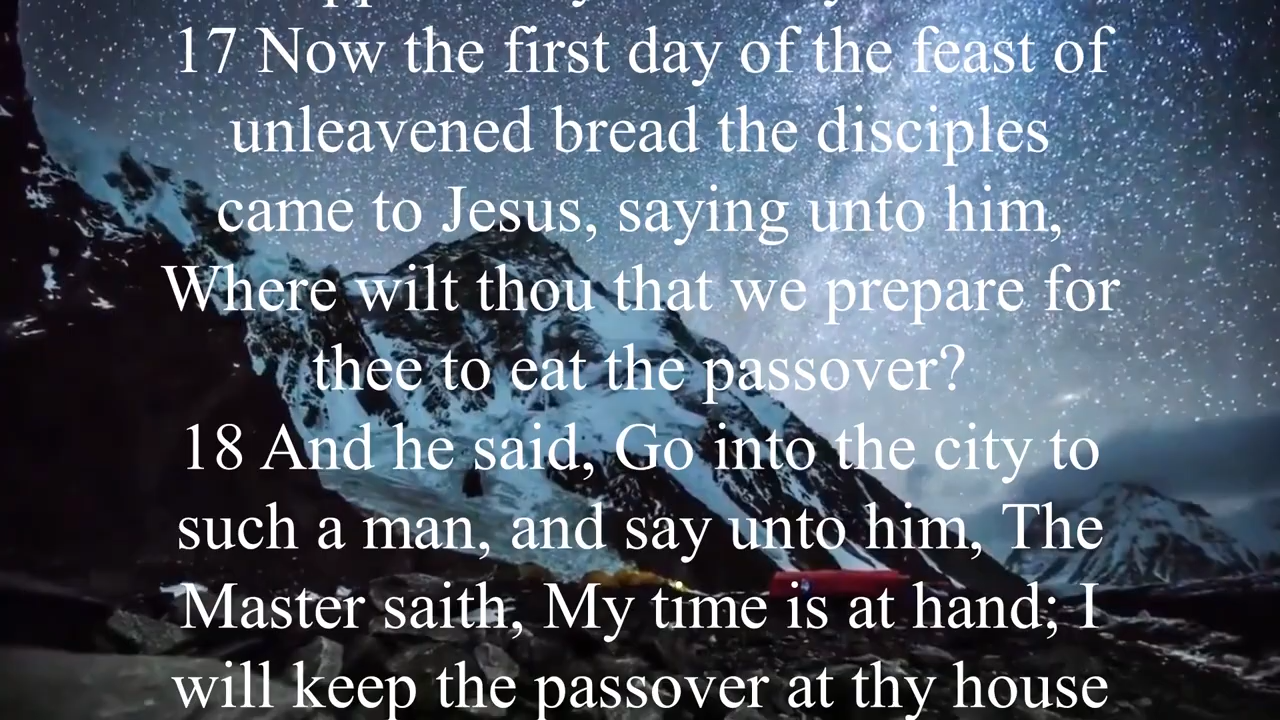 17 Now the first day of the feast of
unleavened bread the disciples
came to Jesus, saying unto him,
Where wilt thou that we prepare for
thee to eat the passover?
18 And he said, Go into the city to
such a man, and say unto him, The
Master saith, My time is at hand; I
will keep the passover at thy house